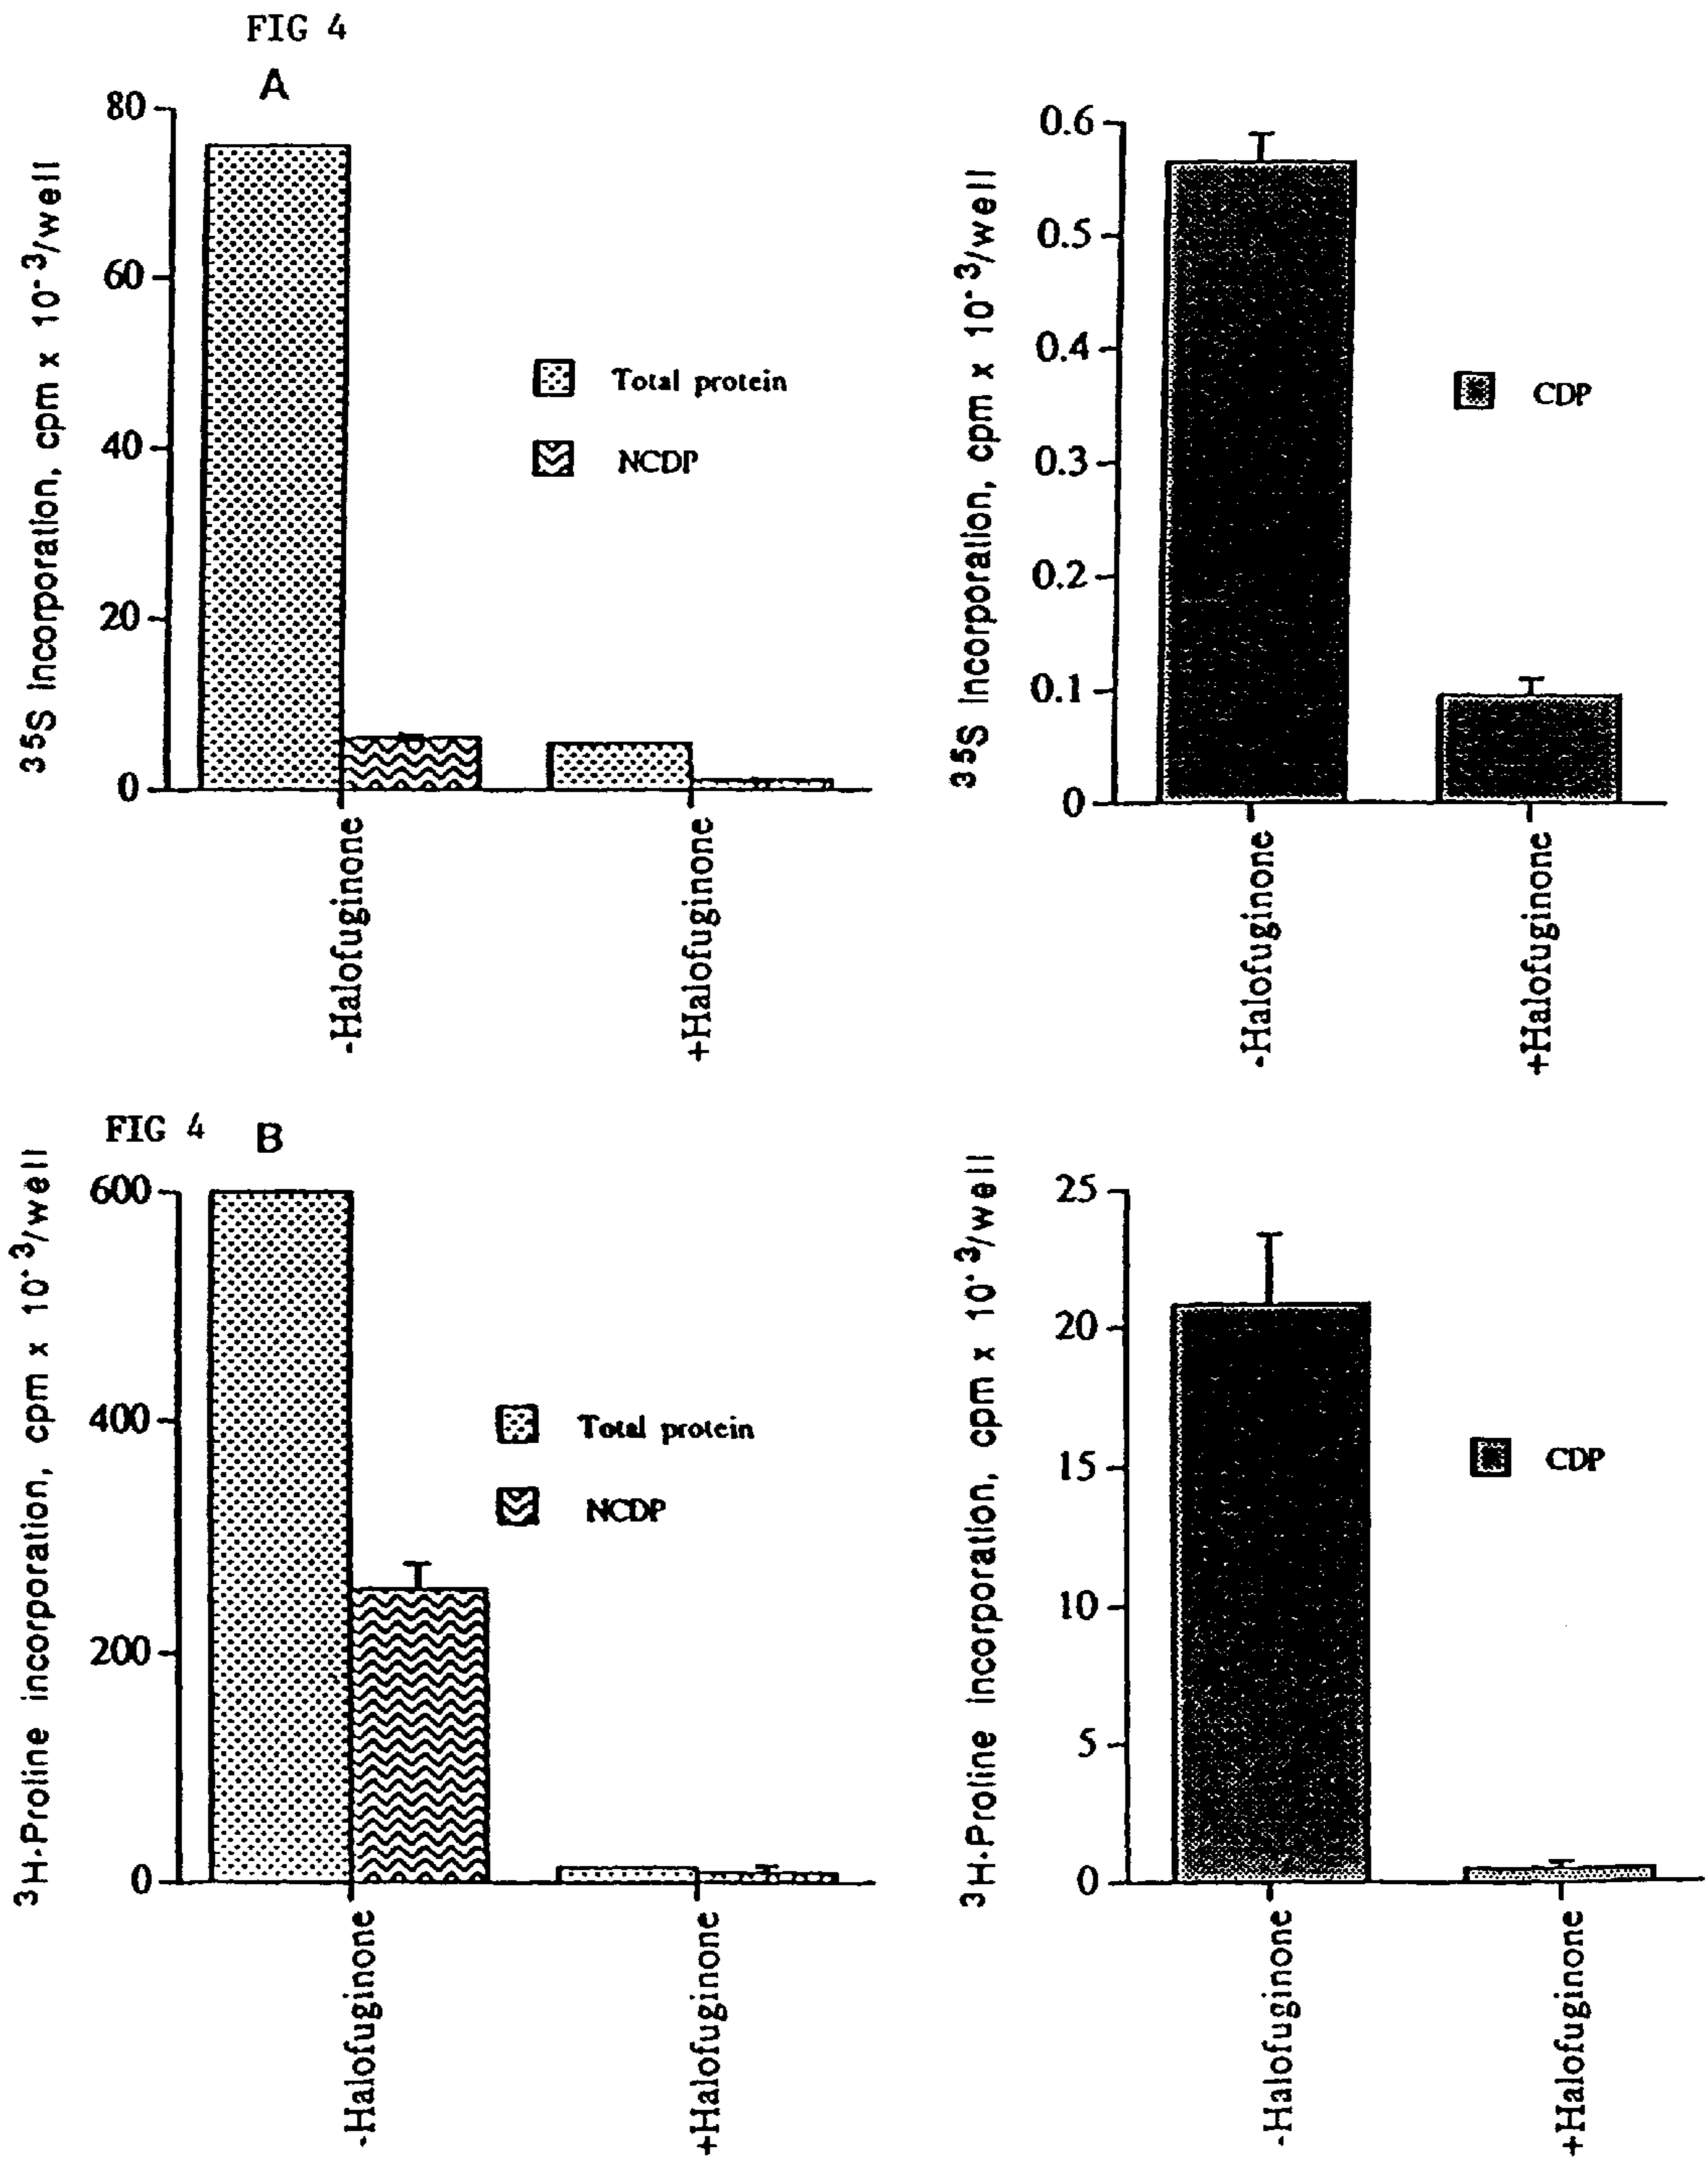 FIG 4
A
80
60
40
20
0
35S Incorporation, cpm x 10-3/well
Total protein
NCDP
-Halofuginone
+Halofuginone
0.6
0.5
0.4
0.3
0.2
0.1
0
35S Incorporation, cpm x 10-3/well
CDP
-Halofuginone
+Halofuginone
FIG 4
B
600
400
200
0
3H-Proline incorporation, cpm x 10-3/well
Total protein
NCDP
-Halofuginone
+Halofuginone
25
20
15
10
5
0
3H-Proline incorporation, cpm x 10-3/well
CDP
-Halofuginone
+Halofuginone